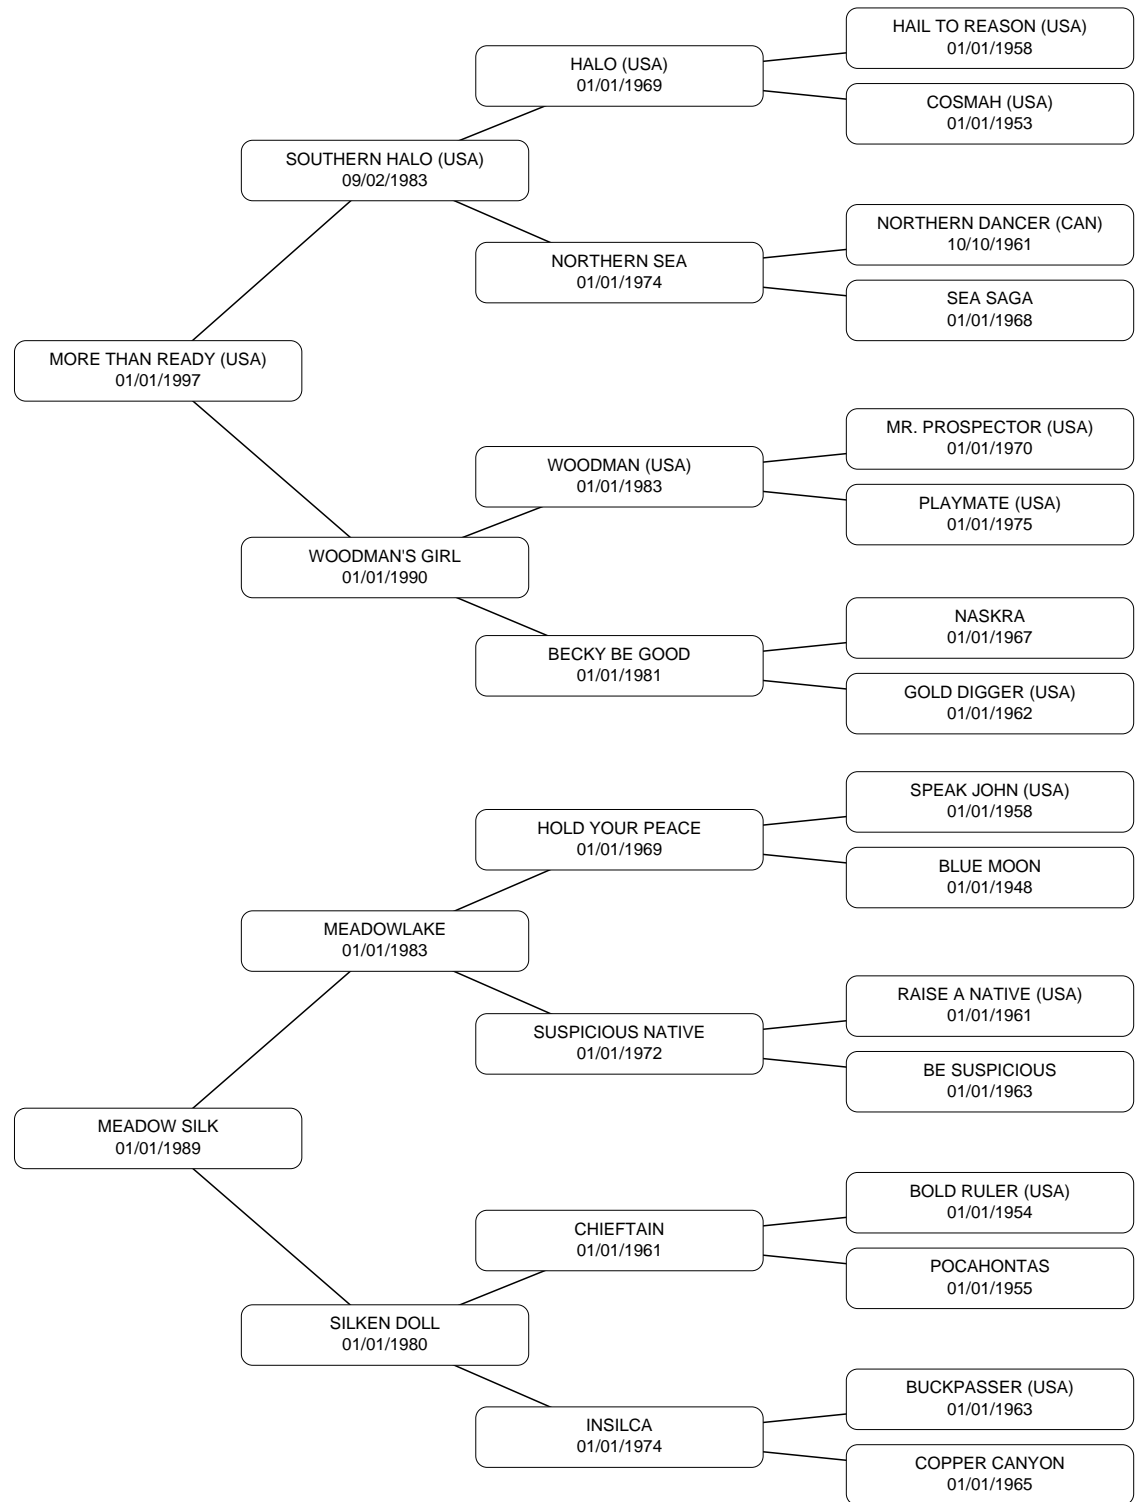 HAIL TO REASON (USA)
01/01/1958
HALO (USA)
01/01/1969
COSMAH (USA)
01/01/1953
SOUTHERN HALO (USA)
09/02/1983
NORTHERN DANCER (CAN)
10/10/1961
NORTHERN SEA
01/01/1974
SEA SAGA
01/01/1968
MORE THAN READY (USA)
01/01/1997
MR. PROSPECTOR (USA)
01/01/1970
WOODMAN (USA)
01/01/1983
PLAYMATE (USA)
01/01/1975
WOODMAN'S GIRL
01/01/1990
NASKRA
01/01/1967
BECKY BE GOOD
01/01/1981
GOLD DIGGER (USA)
01/01/1962
SPEAK JOHN (USA)
01/01/1958
HOLD YOUR PEACE
01/01/1969
BLUE MOON
01/01/1948
MEADOWLAKE
01/01/1983
RAISE A NATIVE (USA)
01/01/1961
SUSPICIOUS NATIVE
01/01/1972
BE SUSPICIOUS
01/01/1963
MEADOW SILK
01/01/1989
BOLD RULER (USA)
01/01/1954
CHIEFTAIN
01/01/1961
POCAHONTAS
01/01/1955
SILKEN DOLL
01/01/1980
BUCKPASSER (USA)
01/01/1963
INSILCA
01/01/1974
COPPER CANYON
01/01/1965